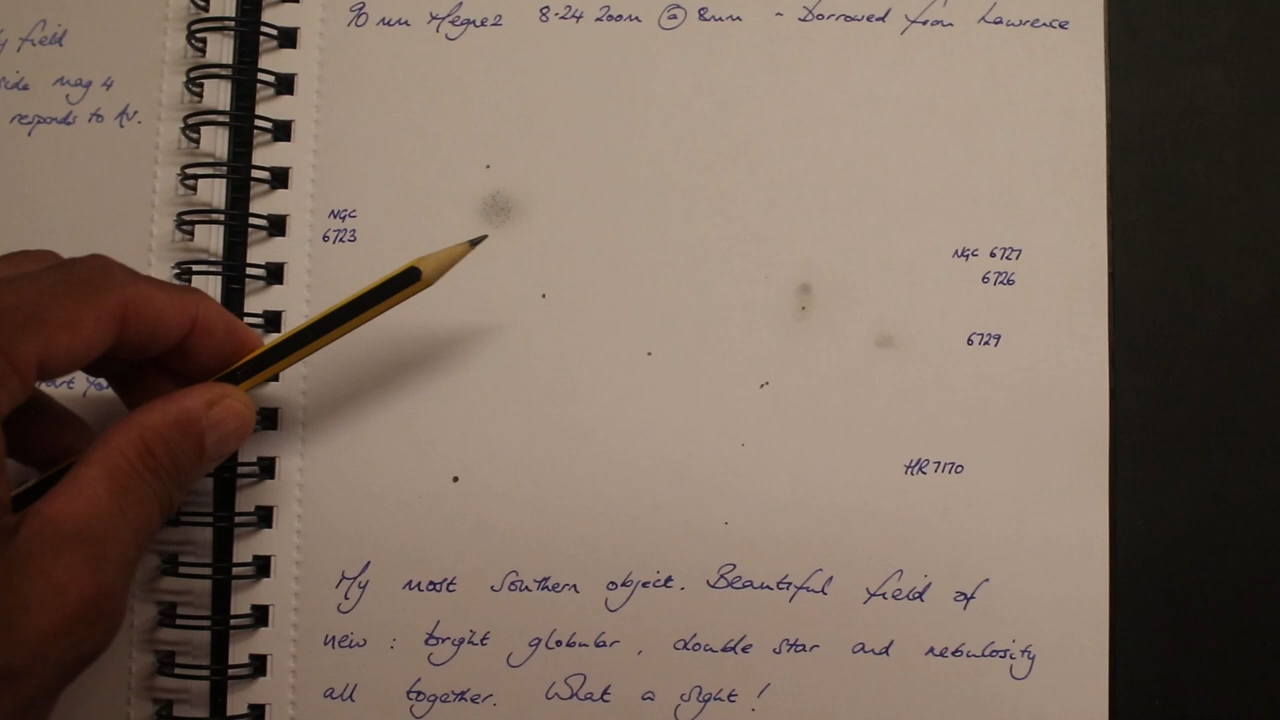 y field
side mag 4
responds to Av.
90 mm Megrez 8-24 zoom @ 8mm - Borrowed from Lawrence
NGC
6723
NGC 6727
6726
6729
HR 7170
My most Southern object. Beautiful field of
view : bright globular, double star and nebulosity
all together. What a sight !